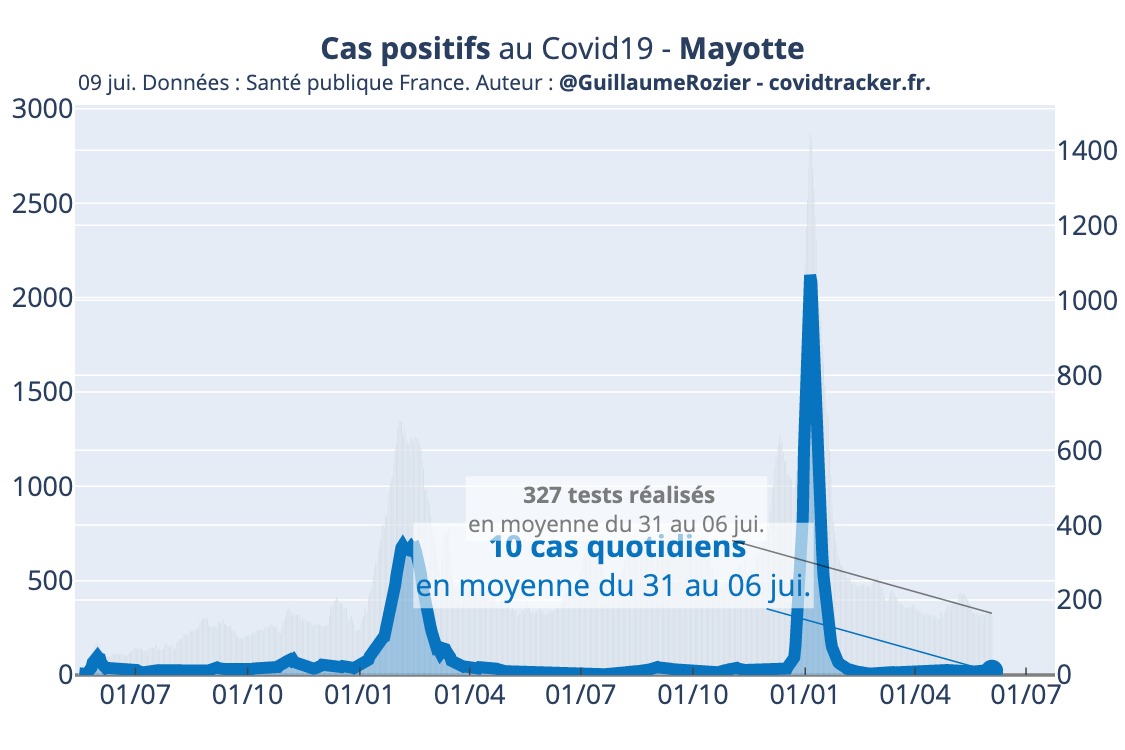 Cas positifs au Covid19 - Mayotte
09 jui. Données : Santé publique France. Auteur : @GuillaumeRozier - covidtracker.fr.
3000
2500
2000
1500
1000
500
0
1400
1200
1000
800
600
400
200
0
327 tests réalisés
en moyenne du 31 au 06 jui.
10 cas quotidiens
en moyenne du 31 au 06 jui.
01/07 01/10 01/01 01/04 01/07 01/10 01/01 01/04 01/07